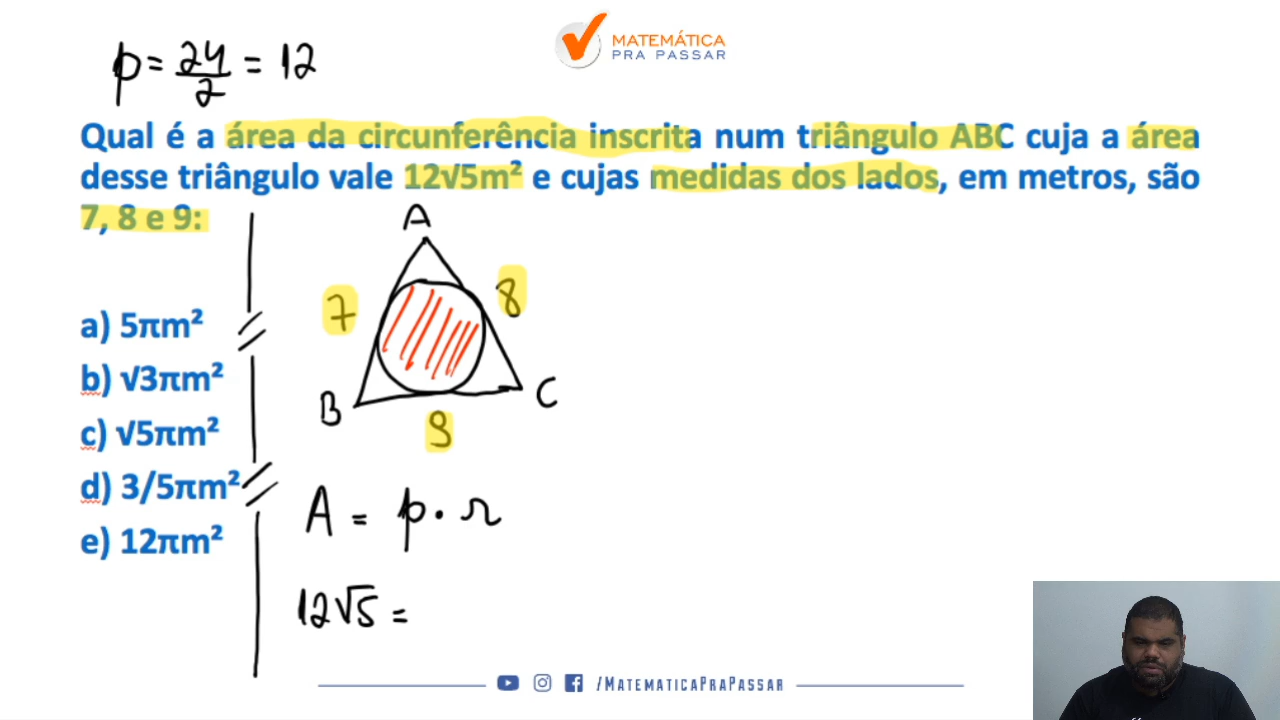 p = 24/2 = 12
MATEMÁTICA
PRA PASSAR
Qual é a área da circunferência inscrita num triângulo ABC cuja a área
desse triângulo vale 12√5m² e cujas medidas dos lados, em metros, são
7, 8 e 9:
A
7
8
B
C
9
a) 5πm²
b) √3πm²
c) √5πm²
d) 3/5πm²
e) 12πm²
A = p · r
12√5 =
/MATEMATICAPRAPASSAR